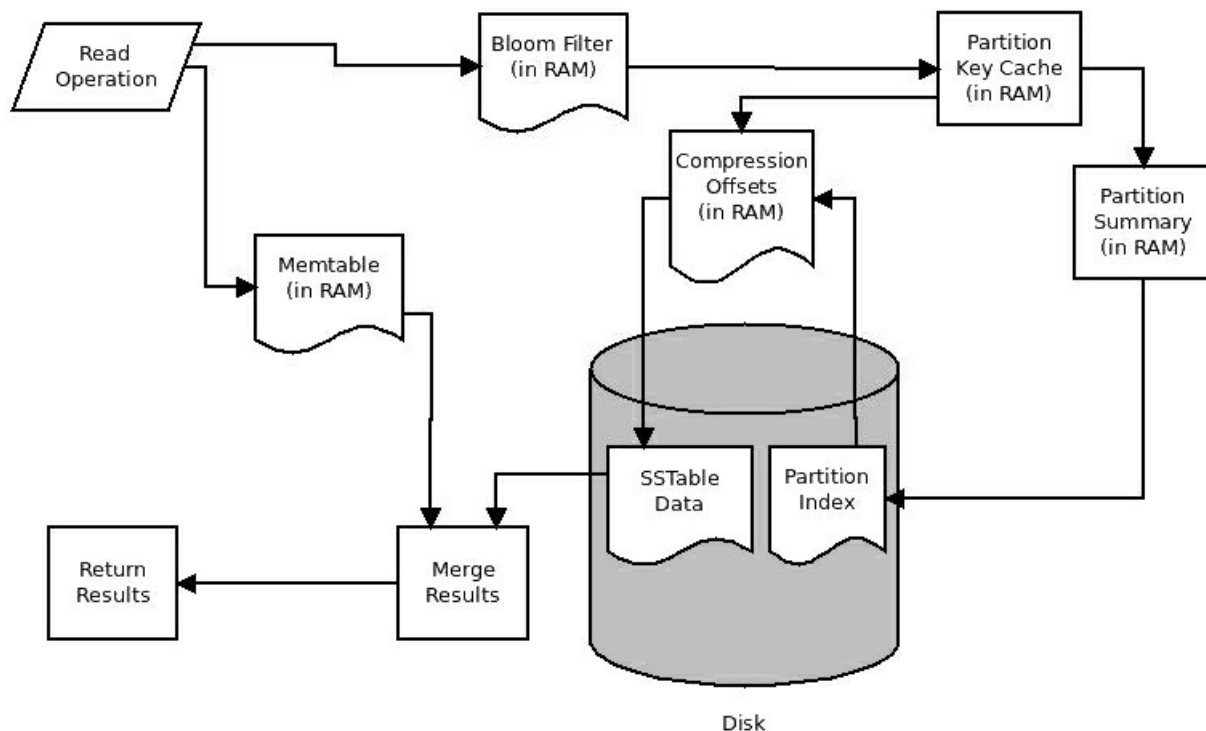 Read
Operation
Bloom Filter
(in RAM)
Partition
Key Cache
(in RAM)
Compression
Offsets
(in RAM)
Partition
Summary
(in RAM)
Memtable
(in RAM)
SSTable
Data
Partition
Index
Return
Results
Merge
Results
Disk